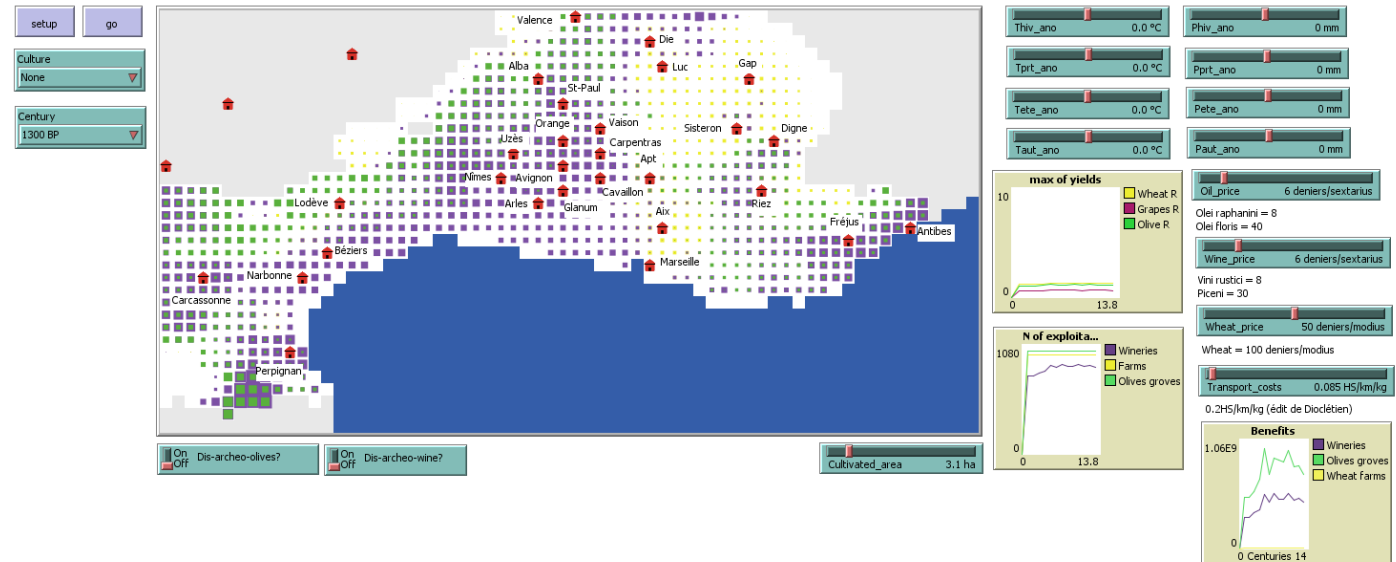 setup
go
Culture
None
Century
1300 BP
Valence
Die
Luc
Gap
Alba
St-Paul
Orange
Vaison
Sisteron
Digne
Uzès
Carpentras
Apt
Nîmes
Avignon
Cavaillon
Lodève
Arles
Glanum
Riez
Aix
Fréjus
Antibes
Béziers
Marseille
Narbonne
Carcassonne
Perpignan
On
Off
Dis-archeo-olives?
On
Off
Dis-archeo-wine?
Cultivated_area 3.1 ha
Thiv_ano 0.0 °C
Phiv_ano 0 mm
Tprt_ano 0.0 °C
Pprt_ano 0 mm
Tete_ano 0.0 °C
Pete_ano 0 mm
Taut_ano 0.0 °C
Paut_ano 0 mm
max of yields
10
0
0 13.8
Wheat R
Grapes R
Olive R
N of exploita...
1080
0
0 13.8
Wineries
Farms
Olives groves
Oil_price 6 deniers/sextarius
Olei raphanini = 8
Olei floris = 40
Wine_price 6 deniers/sextarius
Vini rustici = 8
Piceni = 30
Wheat_price 50 deniers/modius
Wheat = 100 deniers/modius
Transport_costs 0.085 HS/km/kg
0.2HS/km/kg (édit de Dioclétien)
Benefits
1.06E9
0
0 Centuries 14
Wineries
Olives groves
Wheat farms